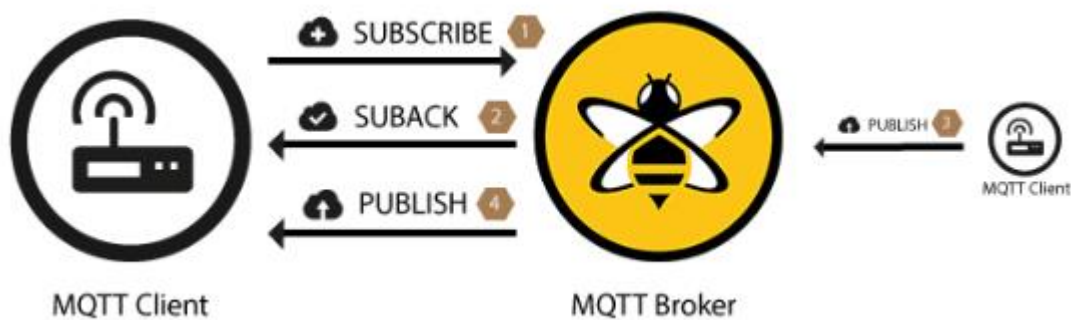 SUBSCRIBE 1
SUBACK 2
PUBLISH 3
PUBLISH 4
MQTT Client
MQTT Client
MQTT Broker